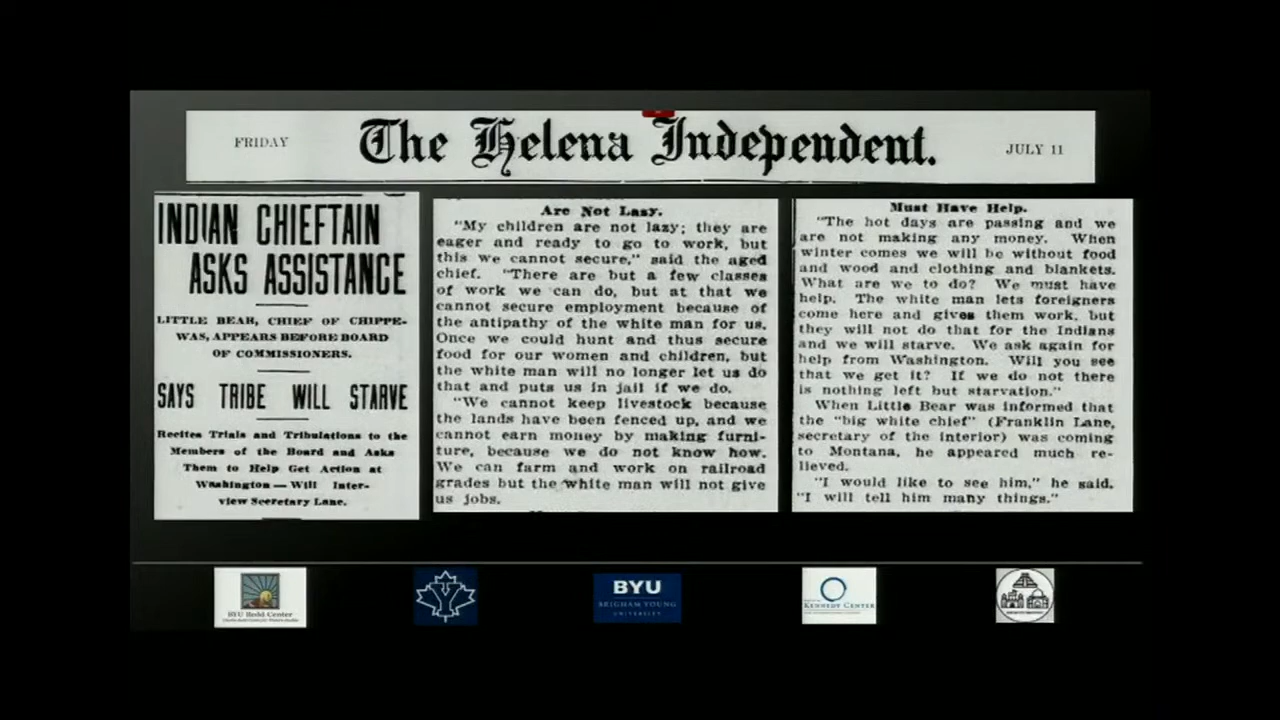 FRIDAY
The Helena Independent.
JULY 11
INDIAN CHIEFTAIN
ASKS ASSISTANCE
LITTLE BEAR, CHIEF OF CHIPPE-
WAS, APPEARS BEFORE BOARD
OF COMMISSIONERS.
SAYS TRIBE WILL STARVE
Recites Trials and Tribulations to the
Members of the Board and Asks
Them to Help Get Action at
Washington — Will Inter-
view Secretary Lane.
Are Not Lazy.
"My children are not lazy; they are
eager and ready to go to work, but
this we cannot secure," said the aged
chief. "There are but a few classes
of work we can do, but at that we
cannot secure employment because of
the antipathy of the white man for us.
Once we could hunt and thus secure
food for our women and children, but
the white man will no longer let us do
that and puts us in jail if we do.
"We cannot keep livestock because
the lands have been fenced up, and we
cannot earn money by making furni-
ture, because we do not know how.
We can farm and work on railroad
grades but the white man will not give
us jobs.
Must Have Help.
"The hot days are passing and we
are not making any money. When
winter comes we will be without food
and wood and clothing and blankets.
What are we to do? We must have
help. The white man lets foreigners
come here and gives them work, but
they will not do that for the Indians
and we will starve. We ask again for
help from Washington. Will you see
that we get it? If we do not there
is nothing left but starvation."
When Little Bear was informed that
the "big white chief" (Franklin Lane,
secretary of the interior) was coming
to Montana, he appeared much re-
lieved.
"I would like to see him," he said.
"I will tell him many things."
BYU Redd Center
BYU
BRIGHAM YOUNG
UNIVERSITY
KENNEDY CENTER